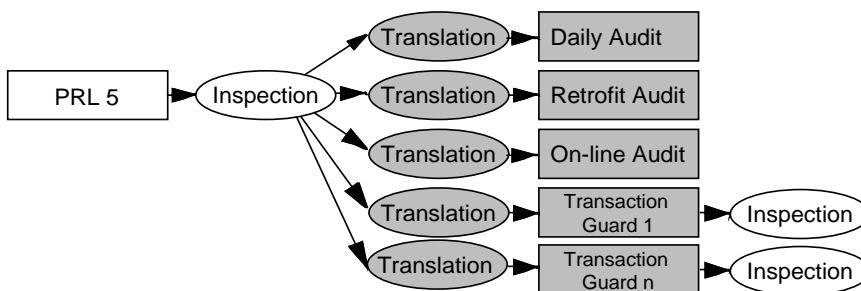 Translation
Daily Audit
PRL 5
Inspection
Translation
Retrofit Audit
Translation
On-line Audit
Translation
Transaction
Guard 1
Inspection
Translation
Transaction
Guard n
Inspection